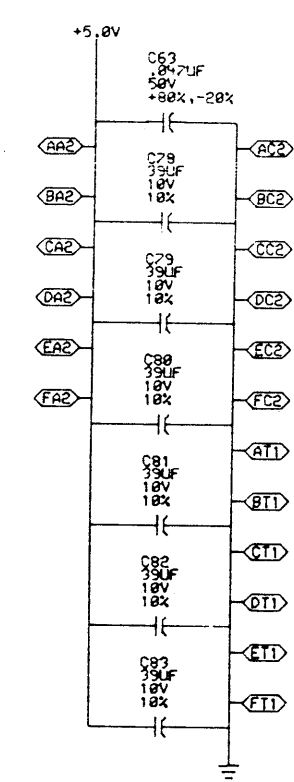 +5.0V
C63
.047UF
50V
+80%,-20%
AA2
AC2
C78
39UF
10V
10%
BA2
BC2
CA2
CC2
C79
39UF
10V
10%
DA2
DC2
EA2
EC2
C80
39UF
10V
10%
FA2
FC2
AT1
C81
39UF
10V
10%
BT1
CT1
C82
39UF
10V
10%
DT1
ET1
C83
39UF
10V
10%
FT1